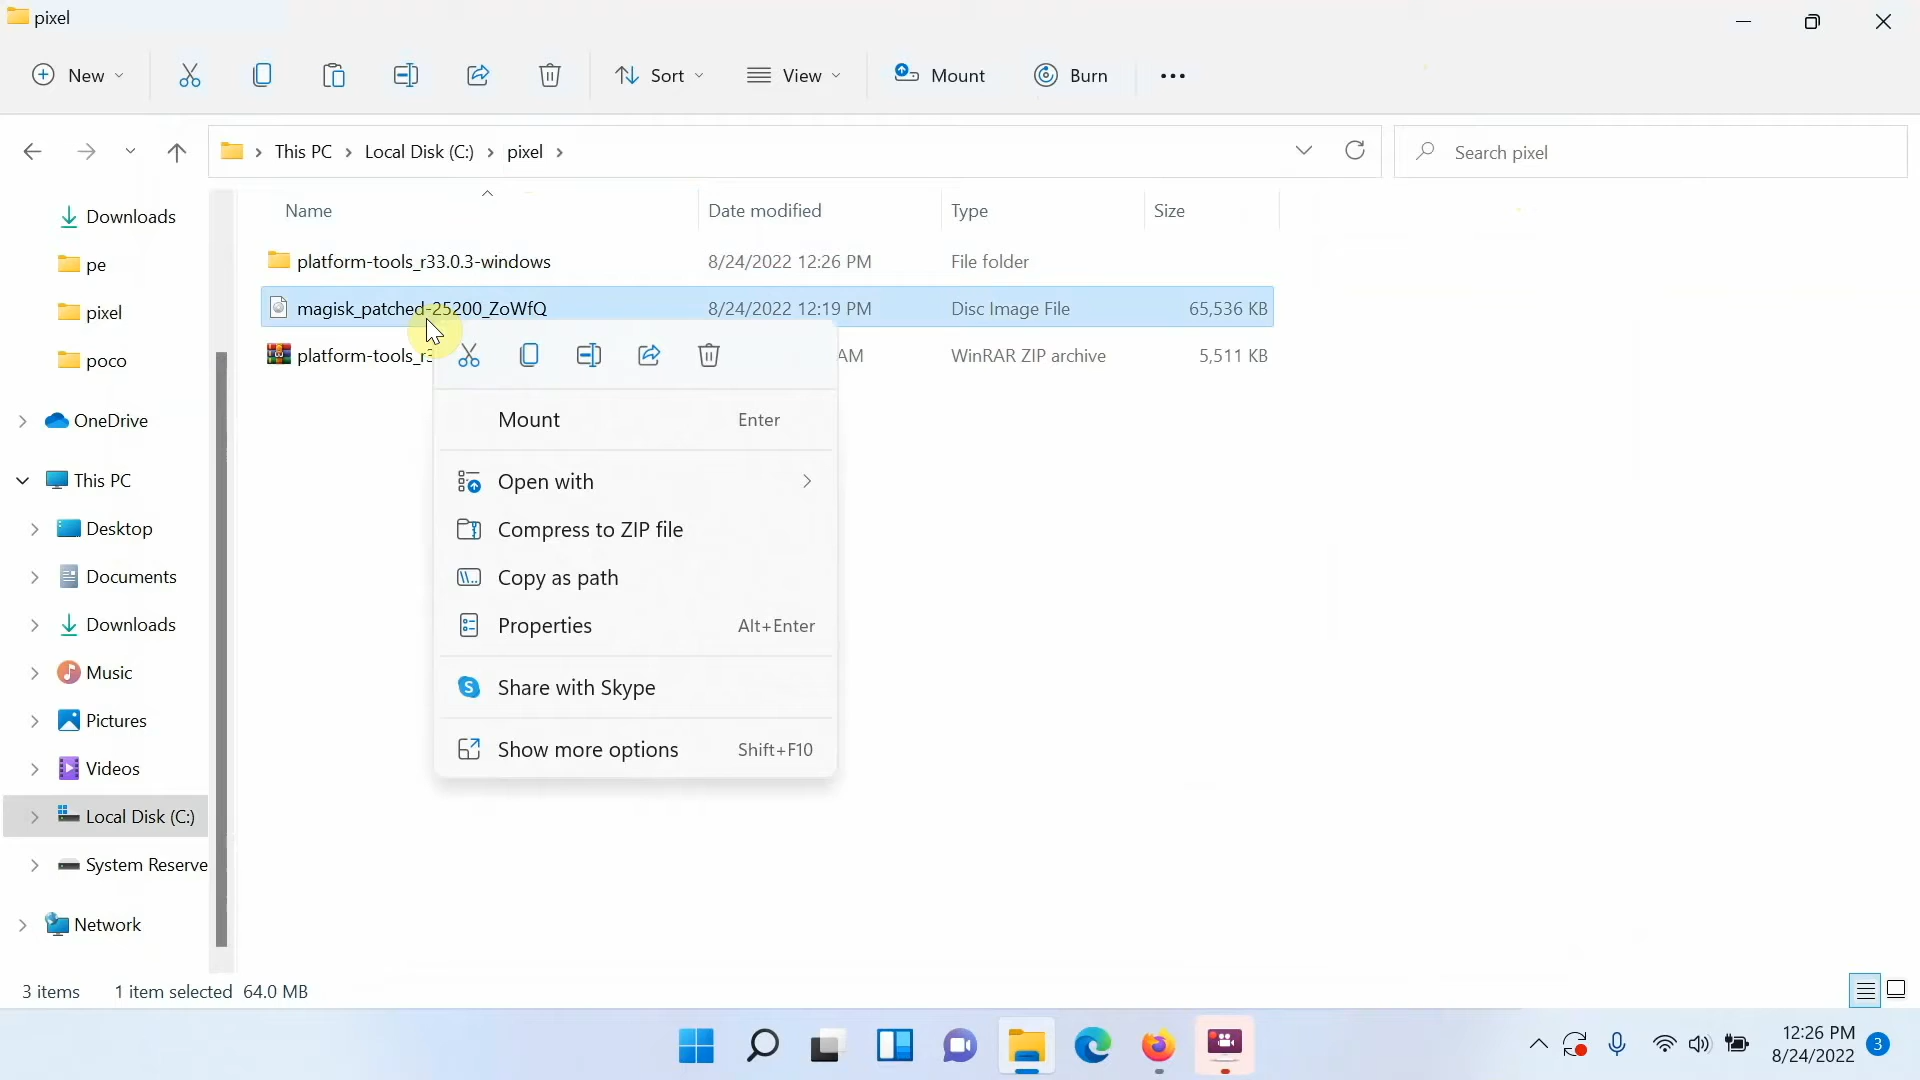 pixel
New
Sort
View
Mount
Burn
This PC
Local Disk (C:)
pixel
Search pixel
Name
Date modified
Type
Size
platform-tools_r33.0.3-windows
8/24/2022 12:26 PM
File folder
magisk_patched-25200_ZoWfQ
8/24/2022 12:19 PM
Disc Image File
65,536 KB
platform-tools_r3
AM
WinRAR ZIP archive
5,511 KB
Mount
Enter
Open with
Compress to ZIP file
Copy as path
Properties
Alt+Enter
Share with Skype
Show more options
Shift+F10
Downloads
pe
pixel
poco
OneDrive
This PC
Desktop
Documents
Downloads
Music
Pictures
Videos
Local Disk (C:)
System Reserve
Network
3 items
1 item selected 64.0 MB
12:26 PM
8/24/2022
3